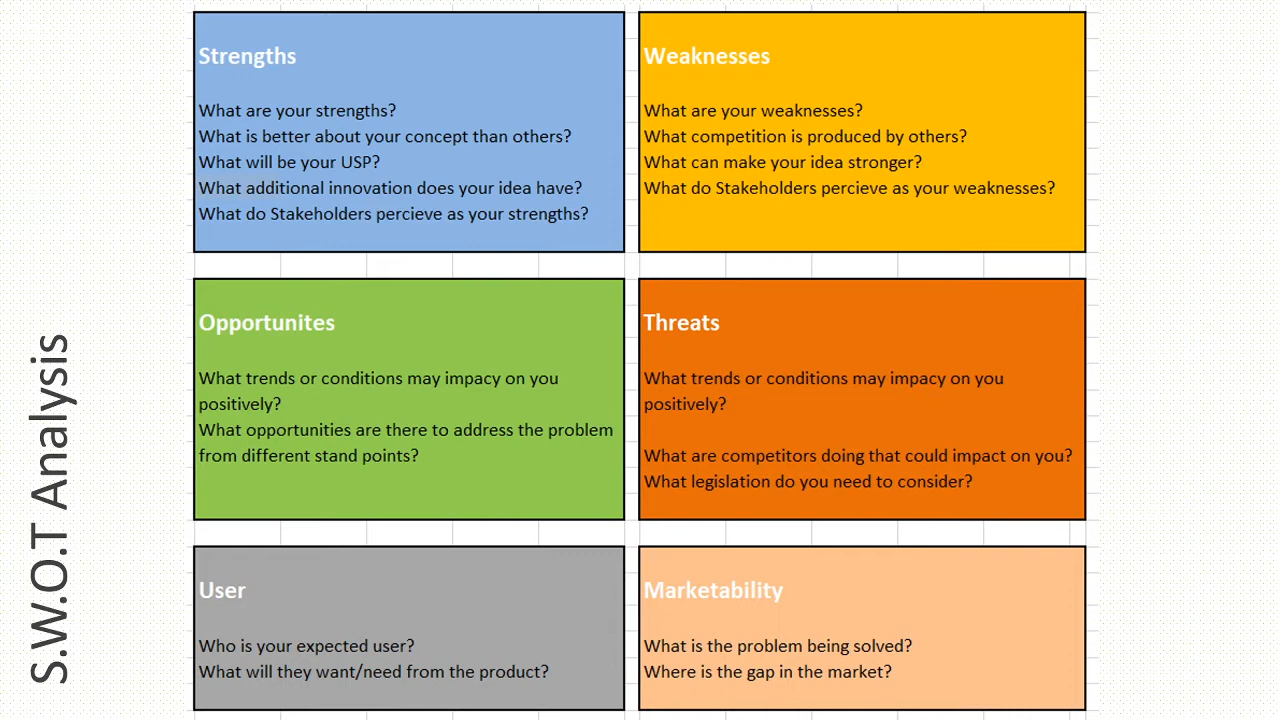 S.W.O.T Analysis
Strengths
What are your strengths?
What is better about your concept than others?
What will be your USP?
What additional innovation does your idea have?
What do Stakeholders percieve as your strengths?
Weaknesses
What are your weaknesses?
What competition is produced by others?
What can make your idea stronger?
What do Stakeholders percieve as your weaknesses?
Opportunites
What trends or conditions may impacy on you
positively?
What opportunities are there to address the problem
from different stand points?
Threats
What trends or conditions may impacy on you
positively?
What are competitors doing that could impact on you?
What legislation do you need to consider?
User
Who is your expected user?
What will they want/need from the product?
Marketability
What is the problem being solved?
Where is the gap in the market?